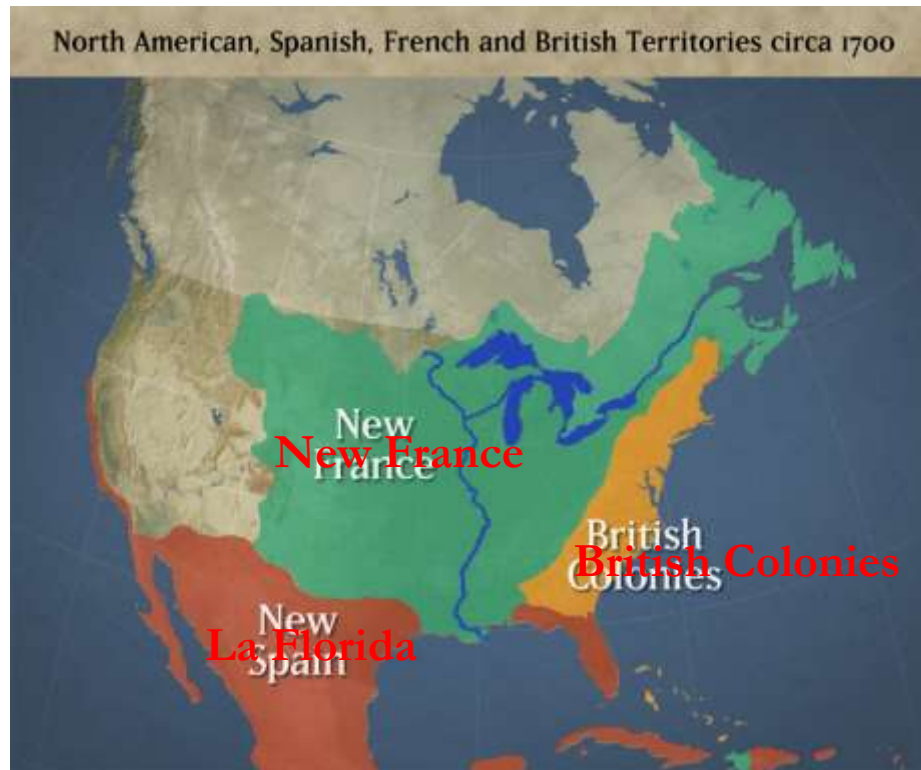 North American, Spanish, French and British Territories circa 1700
New
France
New France
British
Colonies
British Colonies
New
Spain
La Florida